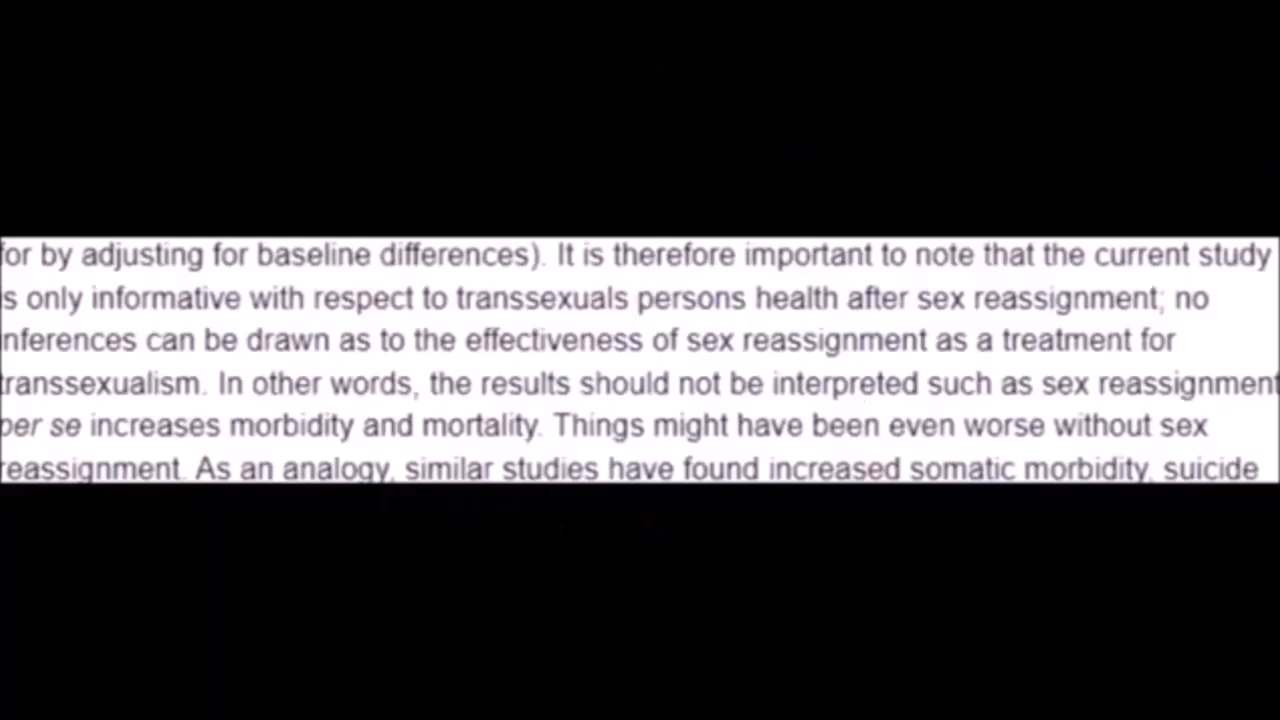 for by adjusting for baseline differences). It is therefore important to note that the current study
is only informative with respect to transsexuals persons health after sex reassignment; no
inferences can be drawn as to the effectiveness of sex reassignment as a treatment for
transsexualism. In other words, the results should not be interpreted such as sex reassignment
per se increases morbidity and mortality. Things might have been even worse without sex
reassignment. As an analogy, similar studies have found increased somatic morbidity, suicide